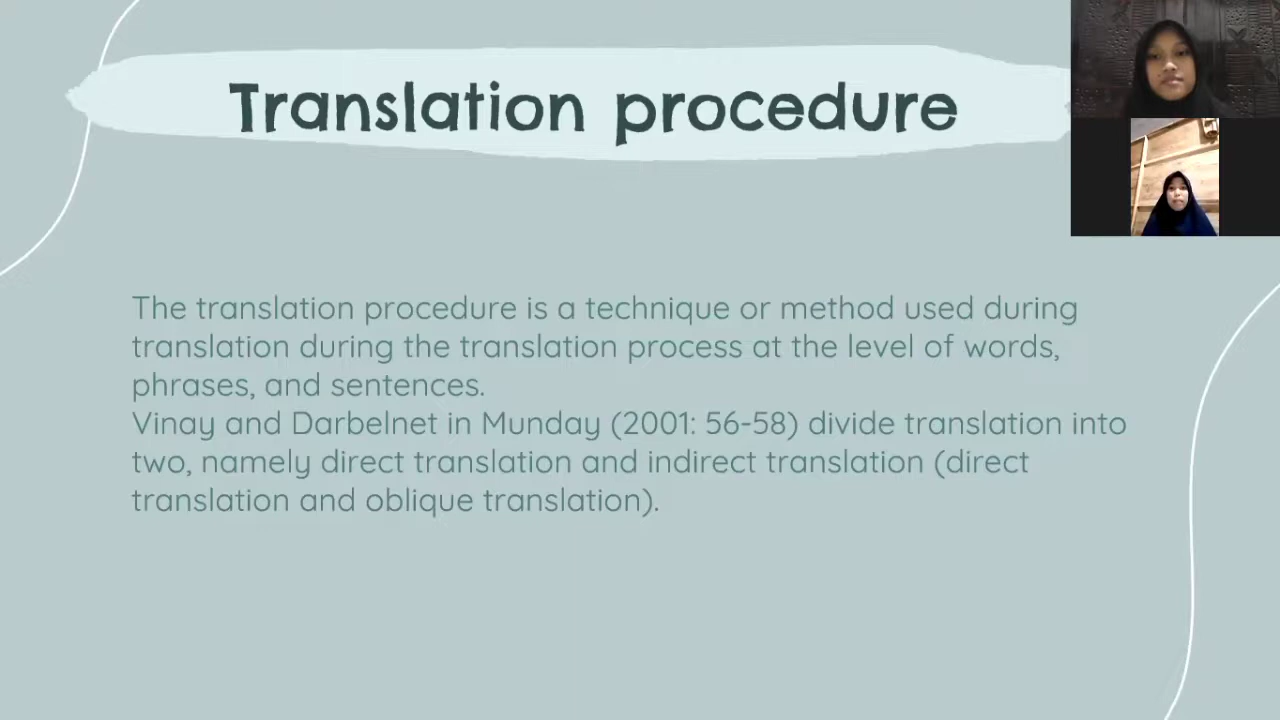 Translation procedure
The translation procedure is a technique or method used during
translation during the translation process at the level of words,
phrases, and sentences.
Vinay and Darbelnet in Munday (2001: 56-58) divide translation into
two, namely direct translation and indirect translation (direct
translation and oblique translation).